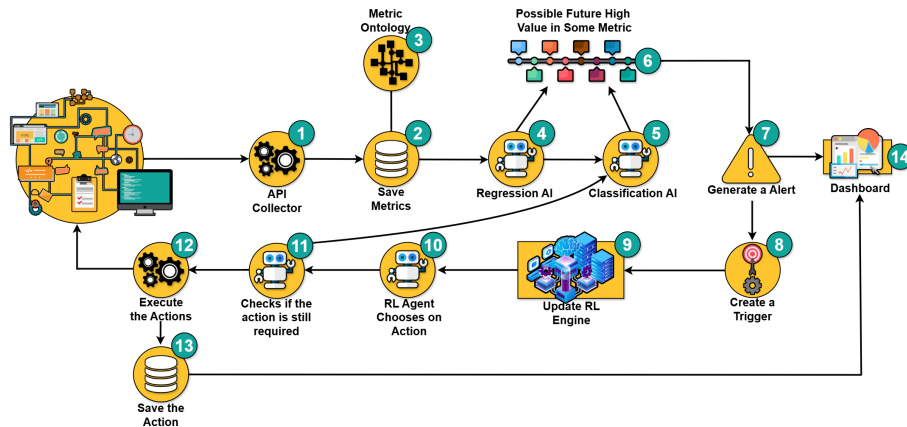 Metric
Ontology
3
Possible Future High
Value in Some Metric
6
1
API
Collector
2
Save
Metrics
4
Regression AI
5
Classification AI
7
Generate a Alert
14
Dashboard
12
Execute
the Actions
11
Checks if the
action is still
required
10
RL Agent
Chooses on
Action
9
Update RL
Engine
8
Create a
Trigger
13
Save the
Action